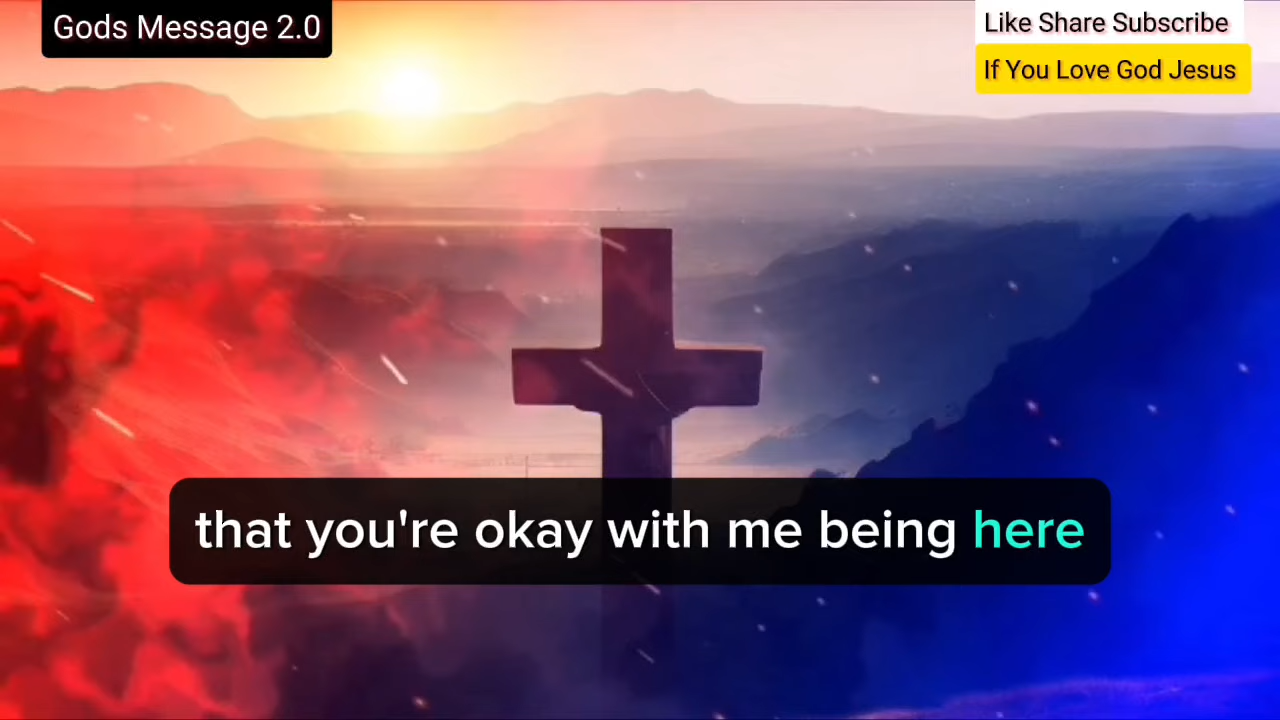 Gods Message 2.0
Like Share Subscribe
If You Love God Jesus
that you're okay with me being here